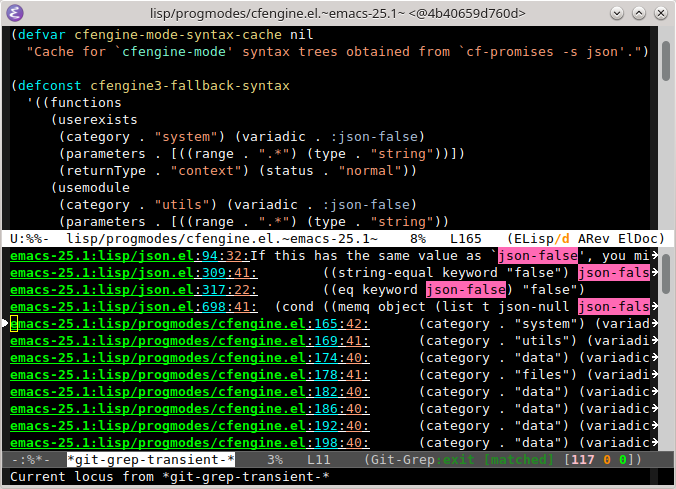 lisp/progmodes/cfengine.el.~emacs-25.1~ <@4b40659d760d>
(defvar cfengine-mode-syntax-cache nil
"Cache for `cfengine-mode' syntax trees obtained from `cf-promises -s json'.")
(defconst cfengine3-fallback-syntax
'((functions
(userexists
(category . "system") (variadic . :json-false)
(parameters . [((range . ".*") (type . "string"))])
(returnType . "context") (status . "normal"))
(usemodule
(category . "utils") (variadic . :json-false)
(parameters . [((range . ".*") (type . "string"))
U:%%- lisp/progmodes/cfengine.el.~emacs-25.1~ 8% L165 (ELisp/d ARev ElDoc)
emacs-25.1:lisp/json.el:94:32:If this has the same value as `json-false', you mi
emacs-25.1:lisp/json.el:309:41: ((string-equal keyword "false") json-fals
emacs-25.1:lisp/json.el:317:22: ((eq keyword json-false) "false")
emacs-25.1:lisp/json.el:698:41: (cond ((memq object (list t json-null json-fals
emacs-25.1:lisp/progmodes/cfengine.el:165:42: (category . "system") (variad
emacs-25.1:lisp/progmodes/cfengine.el:169:41: (category . "utils") (variadi
emacs-25.1:lisp/progmodes/cfengine.el:174:40: (category . "data") (variadic
emacs-25.1:lisp/progmodes/cfengine.el:178:41: (category . "files") (variadi
emacs-25.1:lisp/progmodes/cfengine.el:182:40: (category . "data") (variadic
emacs-25.1:lisp/progmodes/cfengine.el:186:40: (category . "data") (variadic
emacs-25.1:lisp/progmodes/cfengine.el:192:40: (category . "data") (variadic
emacs-25.1:lisp/progmodes/cfengine.el:198:40: (category . "data") (variadic
-:%*- *git-grep-transient-* 3% L11 (Git-Grep:exit [matched] [117 0 0])
Current locus from *git-grep-transient-*